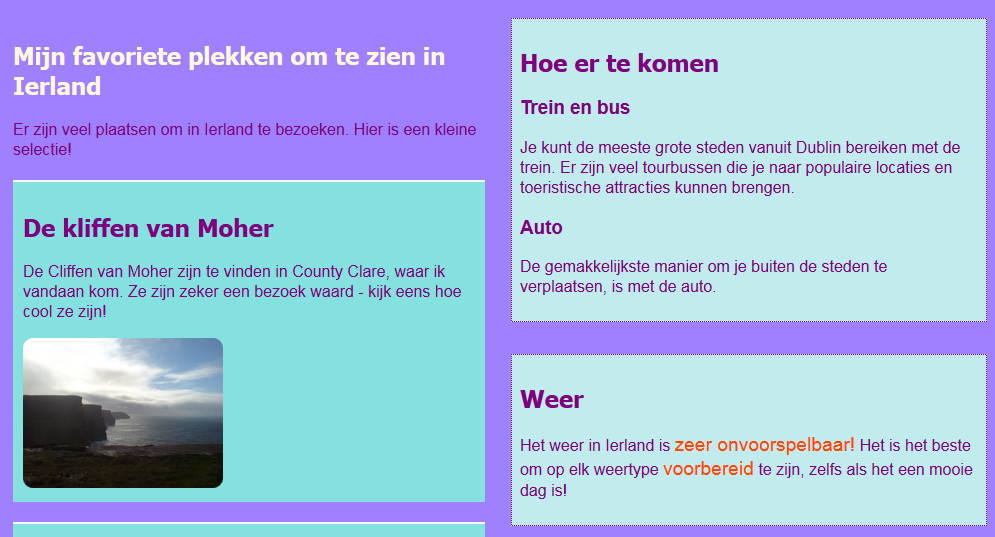 Mijn favoriete plekken om te zien in
Ierland
Er zijn veel plaatsen om in Ierland te bezoeken. Hier is een kleine
selectie!
De kliffen van Moher
De Cliffen van Moher zijn te vinden in County Clare, waar ik
vandaan kom. Ze zijn zeker een bezoek waard - kijk eens hoe
cool ze zijn!
Hoe er te komen
Trein en bus
Je kunt de meeste grote steden vanuit Dublin bereiken met de
trein. Er zijn veel tourbussen die je naar populaire locaties en
toeristische attracties kunnen brengen.
Auto
De gemakkelijkste manier om je buiten de steden te
verplaatsen, is met de auto.
Weer
Het weer in Ierland is zeer onvoorspelbaar! Het is het beste
om op elk weertype voorbereid te zijn, zelfs als het een mooie
dag is!